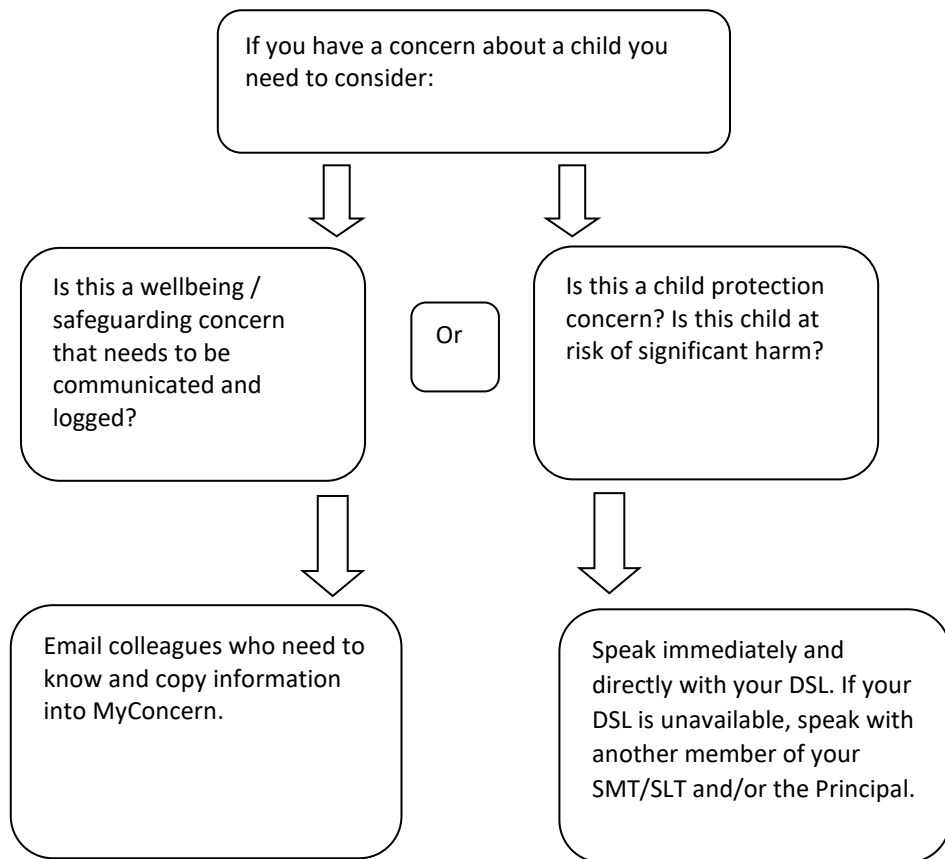 If you have a concern about a child you
need to consider:
Is this a wellbeing /
safeguarding concern
that needs to be
communicated and
logged?
Or
Is this a child protection
concern? Is this child at
risk of significant harm?
Email colleagues who need to
know and copy information
into MyConcern.
Speak immediately and
directly with your DSL. If your
DSL is unavailable, speak with
another member of your
SMT/SLT and/or the Principal.